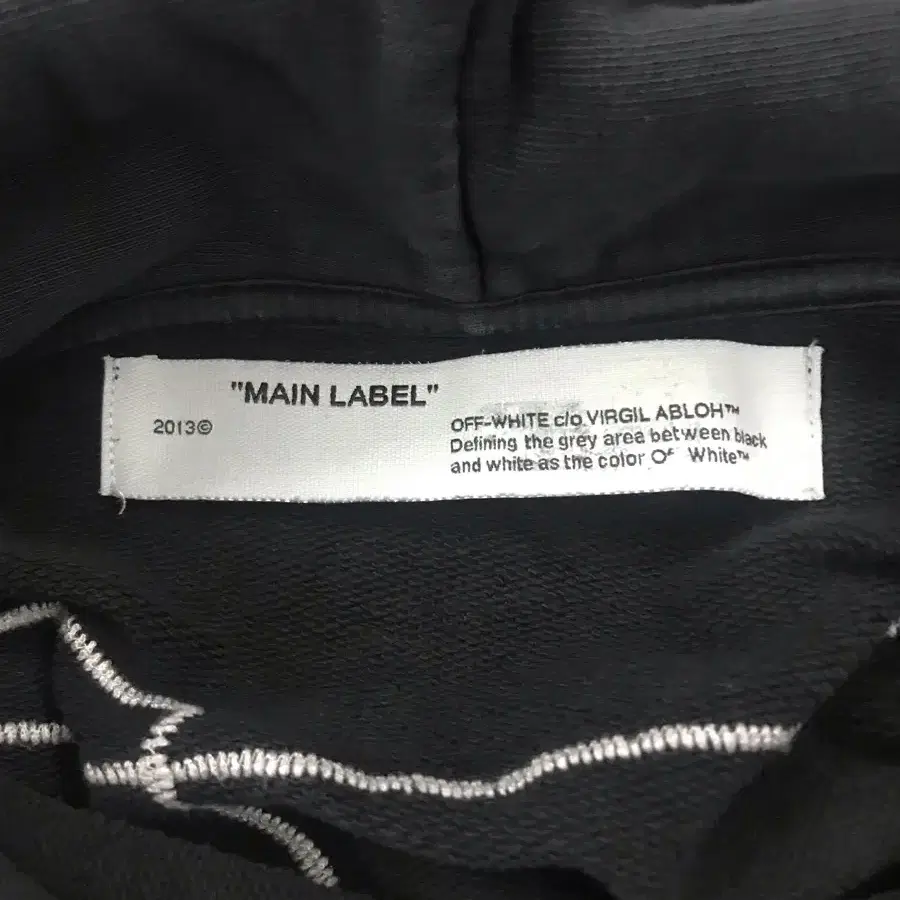 "MAIN LABEL"
2013©
OFF-WHITE c/o VIRGIL ABLOH™
Defining the grey area between black
and white as the color Of White™